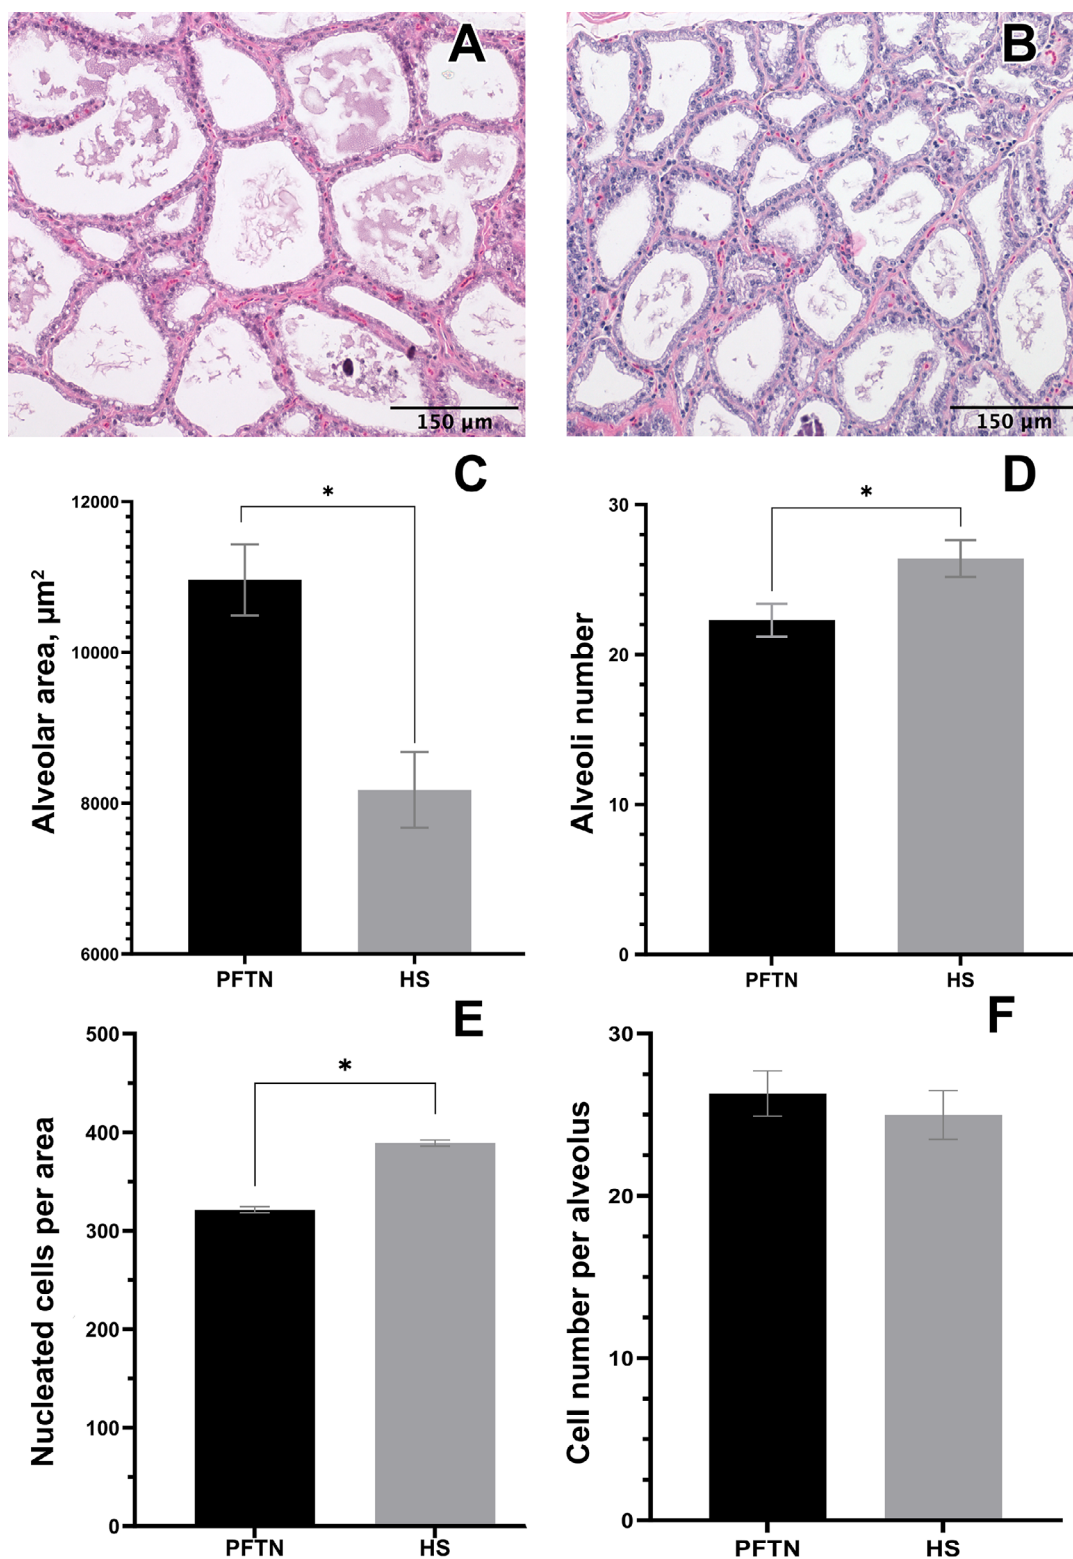 A
B
150 µm
150 µm
C
*
12000
10000
8000
6000
Alveolar area, µm²
PFTN
HS
D
*
30
20
10
0
Alveoli number
PFTN
HS
E
*
500
400
300
200
100
0
Nucleated cells per area
PFTN
HS
F
30
20
10
0
Cell number per alveolus
PFTN
HS